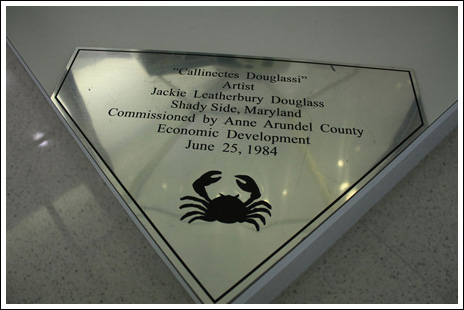 "Callinectes Douglassi"
Artist
Jackie Leatherbury Douglass
Shady Side, Maryland
Commissioned by Anne Arundel County
Economic Development
June 25, 1984